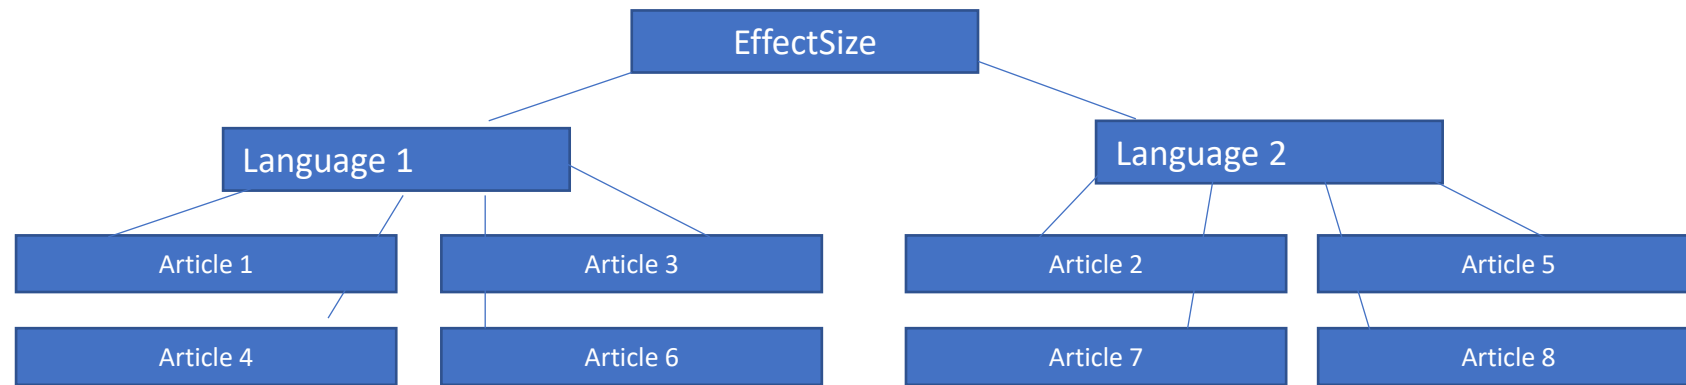 EffectSize
Language 1
Language 2
Article 1
Article 3
Article 2
Article 5
Article 4
Article 6
Article 7
Article 8